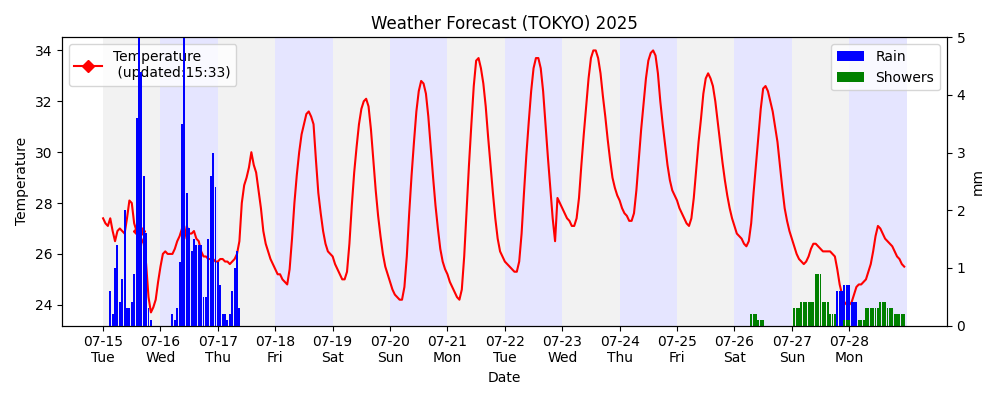 Weather Forecast (TOKYO) 2025
Temperature
(updated:15:33)
Rain
Showers
Temperature
34
32
30
28
26
24
5
4
3
2
1
0
mm
07-15 07-16 07-17 07-18 07-19 07-20 07-21 07-22 07-23 07-24 07-25 07-26 07-27 07-28
Tue Wed Thu Fri Sat Sun Mon Tue Wed Thu Fri Sat Sun Mon
Date